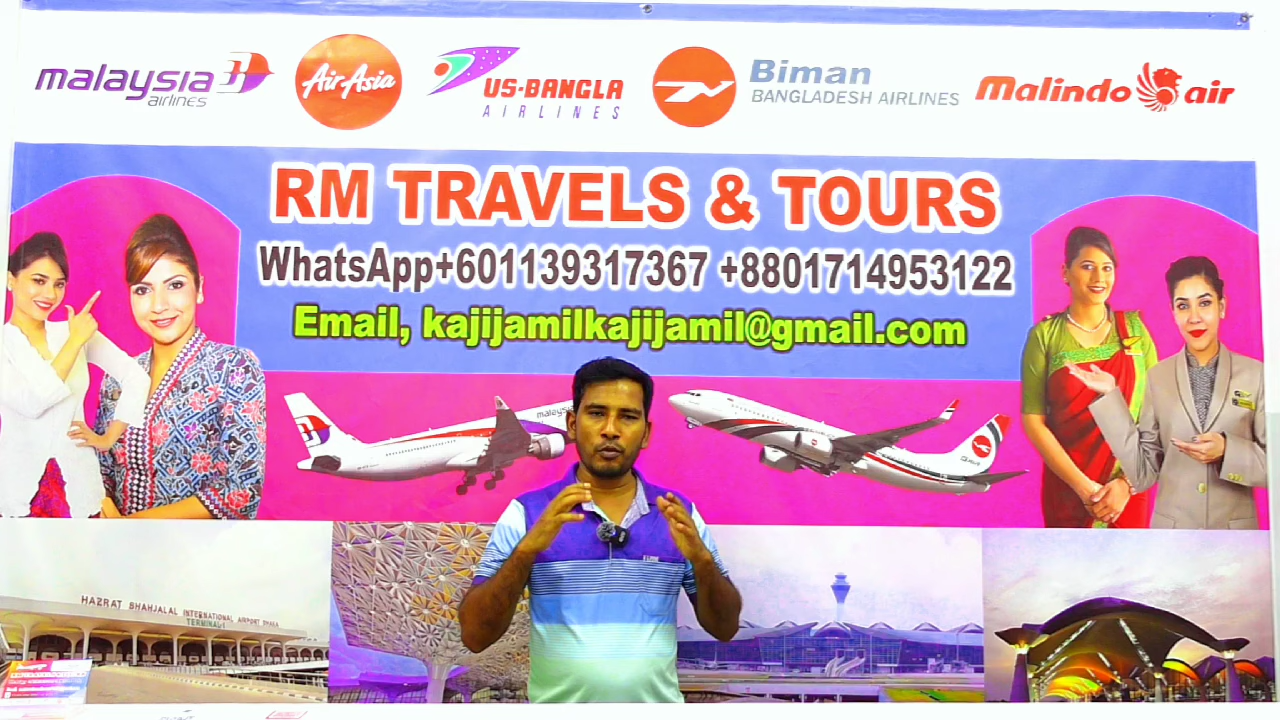 malaysia
airlines
AirAsia
US-BANGLA
AIRLINES
Biman
BANGLADESH AIRLINES
Malindo air
RM TRAVELS & TOURS
WhatsApp+601139317367 +8801714953122
Email, kajijamilkajijamil@gmail.com
malaysia
HAZRAT SHAHJALAL INTERNATIONAL AIRPORT DHAKA
TERMINAL 1